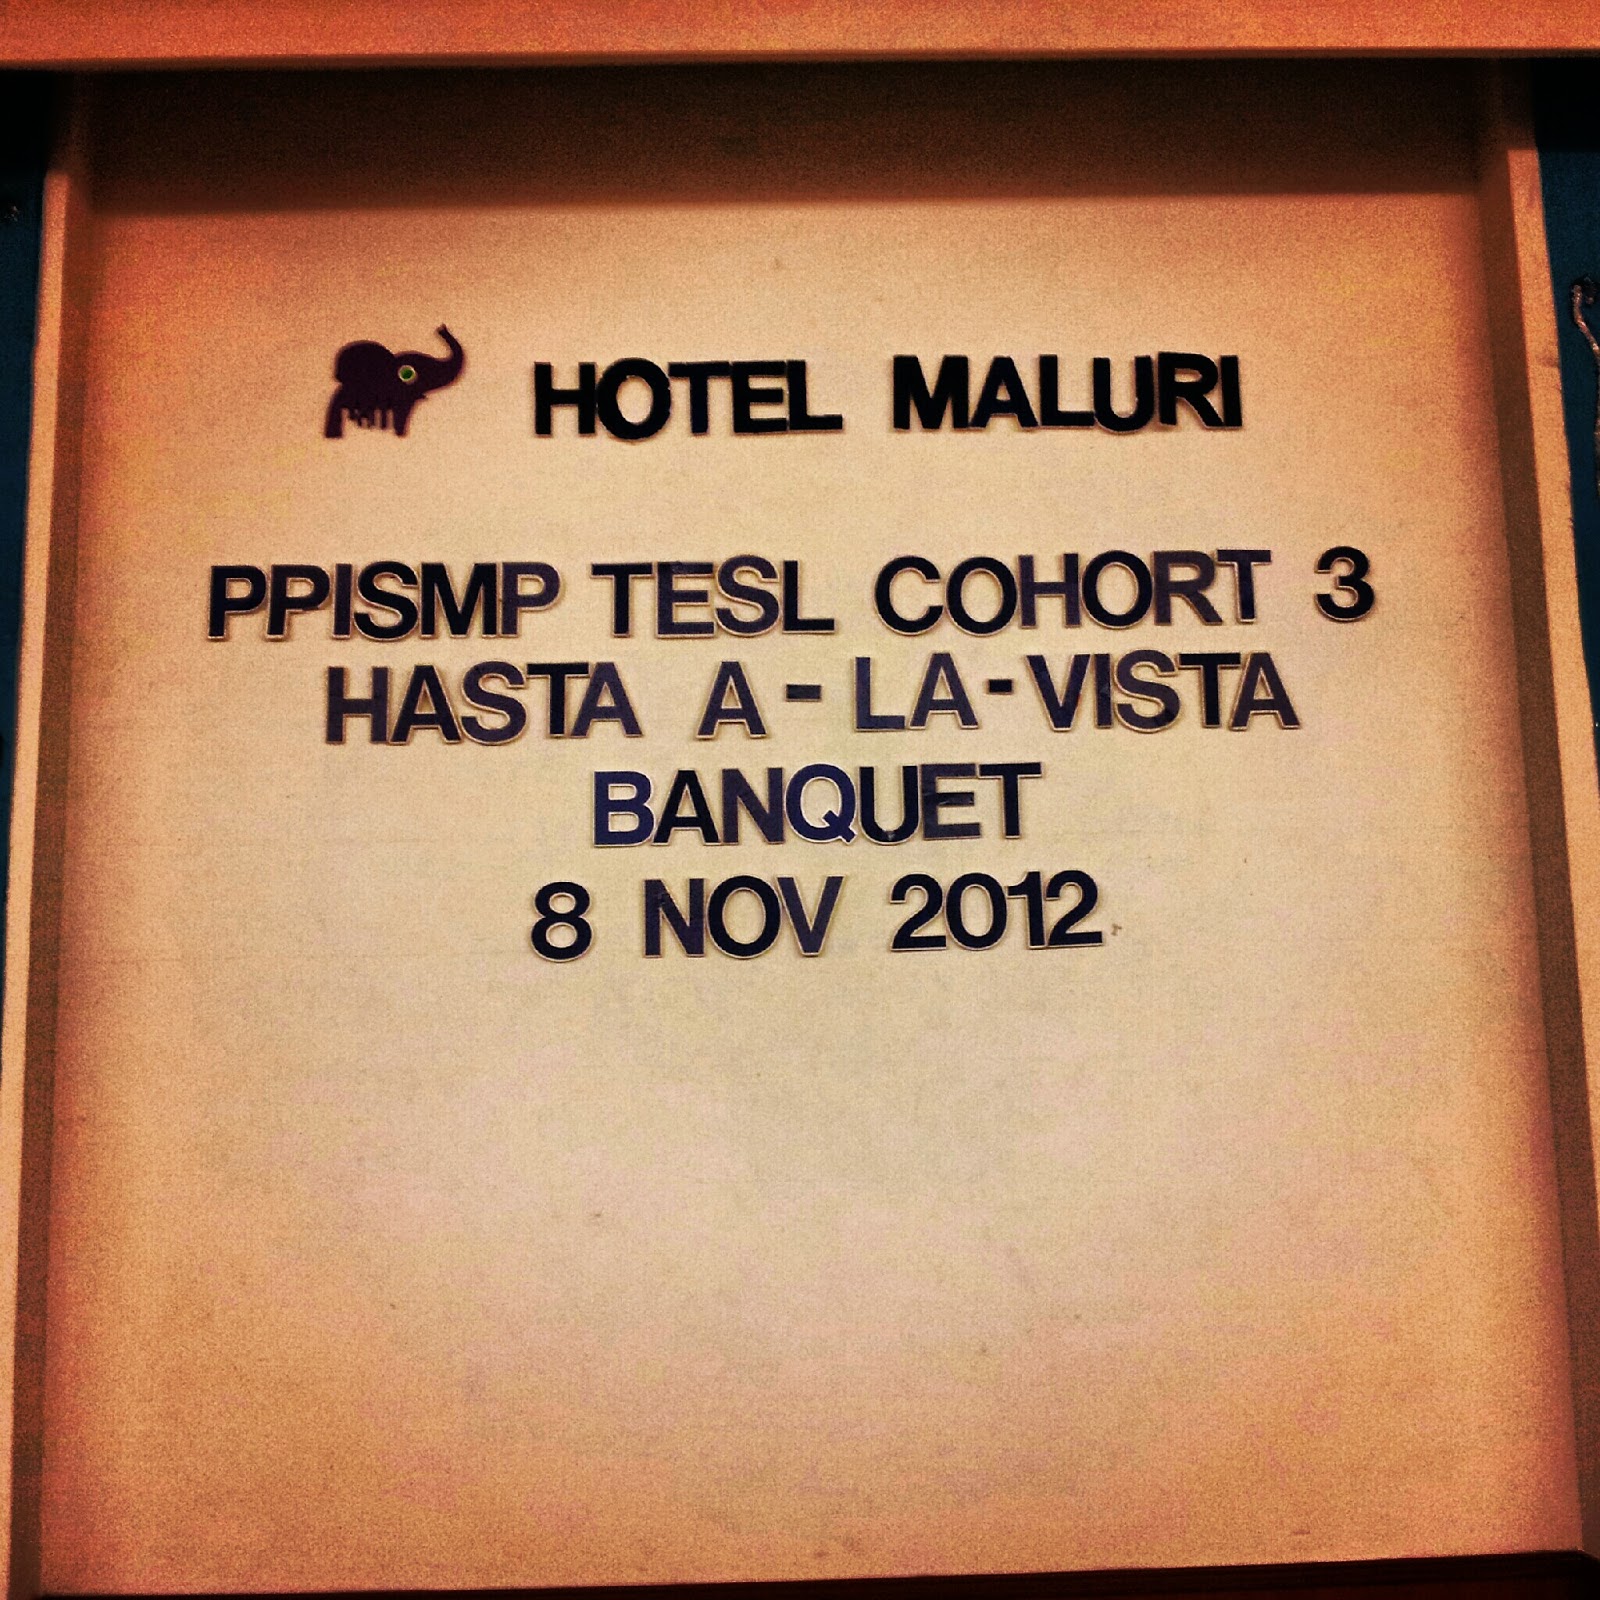 HOTEL MALURI
PPISMP TESL COHORT 3
HASTA A-LA-VISTA
BANQUET
8 NOV 2012